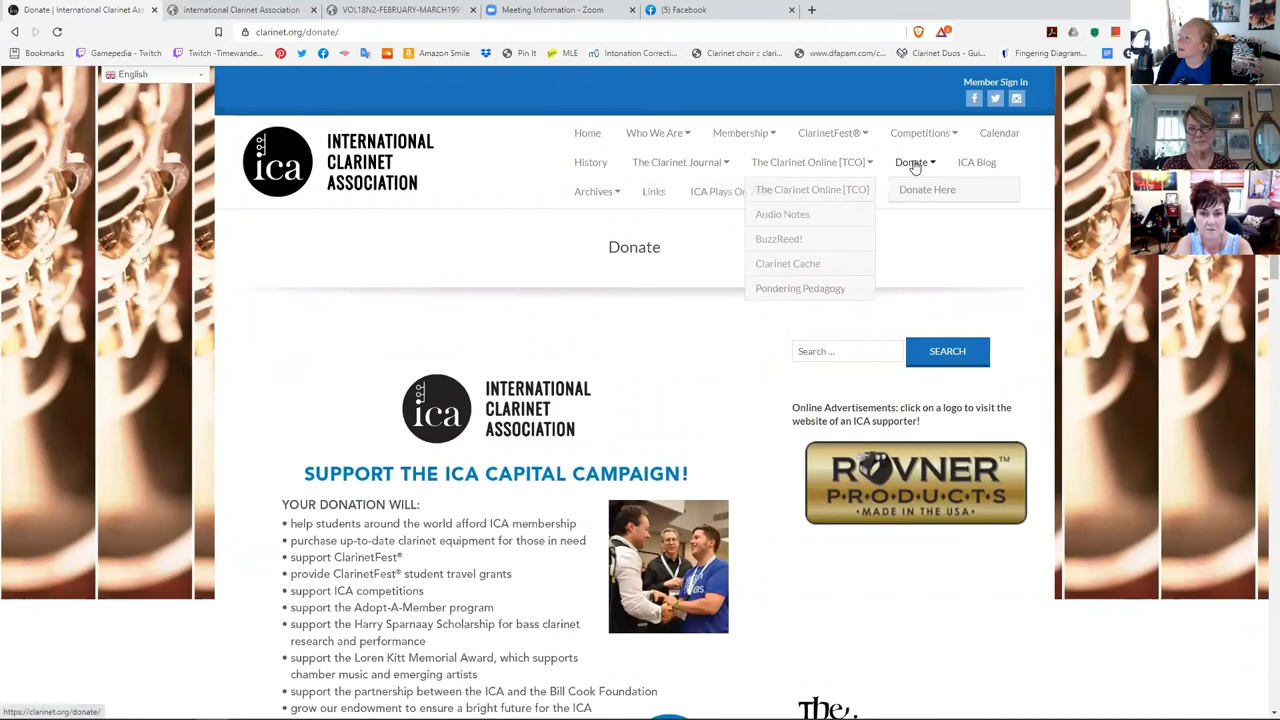 Donate | International Clarinet As
international Clarinet Association
VOL18N2-FEBRUARY-MARCH199
Meeting Information - Zoom
(5) Facebook
clarinet.org/donate/
Bookmarks
Gamepedia - Twitch
Twitch -Timewande...
Amazon Smile
Pin It
MLE
Intonation Correcti...
Clarinet choir :: clari...
www.dfapam.com/c...
Clarinet Duos - Gui...
Fingering Diagram...
English
Member Sign In
ica
INTERNATIONAL
CLARINET
ASSOCIATION
Home
Who We Are
Membership
ClarinetFest®
Competitions
Calendar
History
The Clarinet Journal
The Clarinet Online [TCO]
Donate
ICA Blog
Archives
Links
ICA Plays On
The Clarinet Online [TCO]
Audio Notes
BuzzReed!
Clarinet Cache
Pondering Pedagogy
Donate Here
Donate
Search ...
SEARCH
Online Advertisements: click on a logo to visit the
website of an ICA supporter!
ROVNER™
P·R·O·D·U·C·T·S
MADE IN THE USA
ica
INTERNATIONAL
CLARINET
ASSOCIATION
SUPPORT THE ICA CAPITAL CAMPAIGN!
YOUR DONATION WILL:
• help students around the world afford ICA membership
• purchase up-to-date clarinet equipment for those in need
• support ClarinetFest®
• provide ClarinetFest® student travel grants
• support ICA competitions
• support the Adopt-A-Member program
• support the Harry Sparnaay Scholarship for bass clarinet
research and performance
• support the Loren Kitt Memorial Award, which supports
chamber music and emerging artists
• support the partnership between the ICA and the Bill Cook Foundation
• grow our endowment to ensure a bright future for the ICA
The
https://clarinet.org/donate/